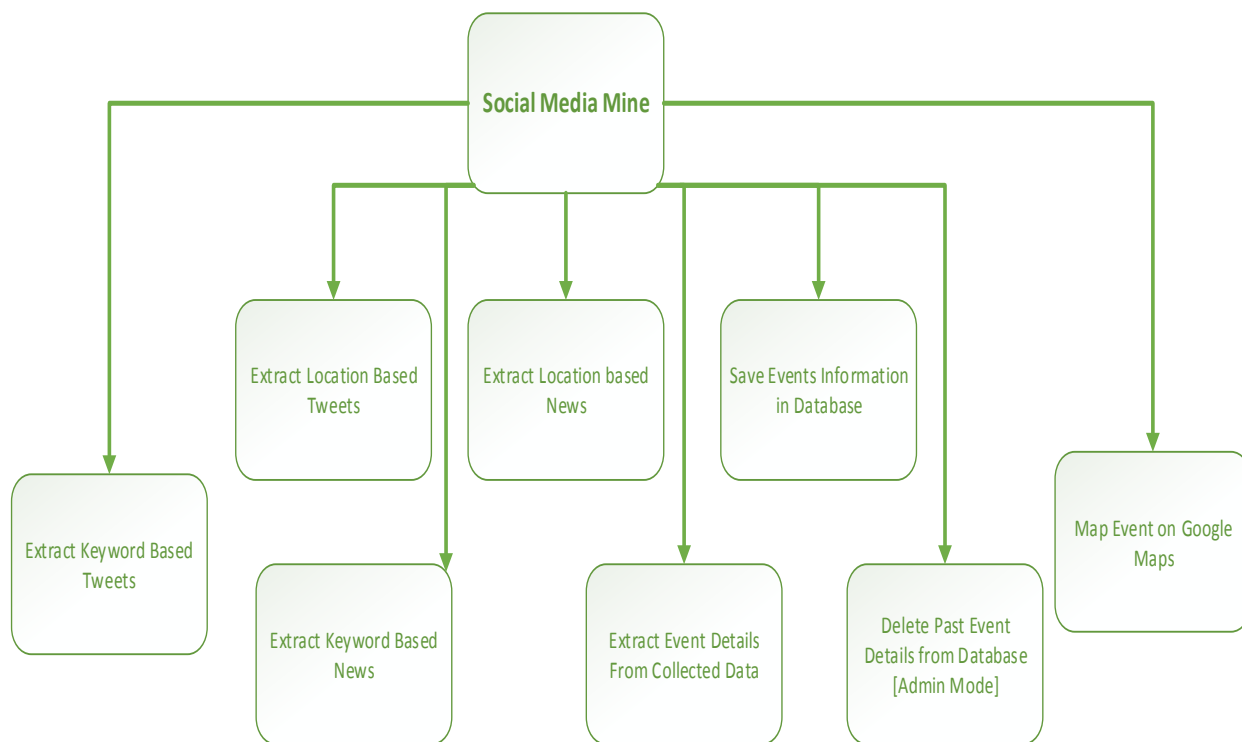 Social Media Mine
Extract Location Based
Tweets
Extract Location based
News
Save Events Information
in Database
Extract Keyword Based
Tweets
Map Event on Google
Maps
Extract Keyword Based
News
Extract Event Details
From Collected Data
Delete Past Event
Details from Database
[Admin Mode]